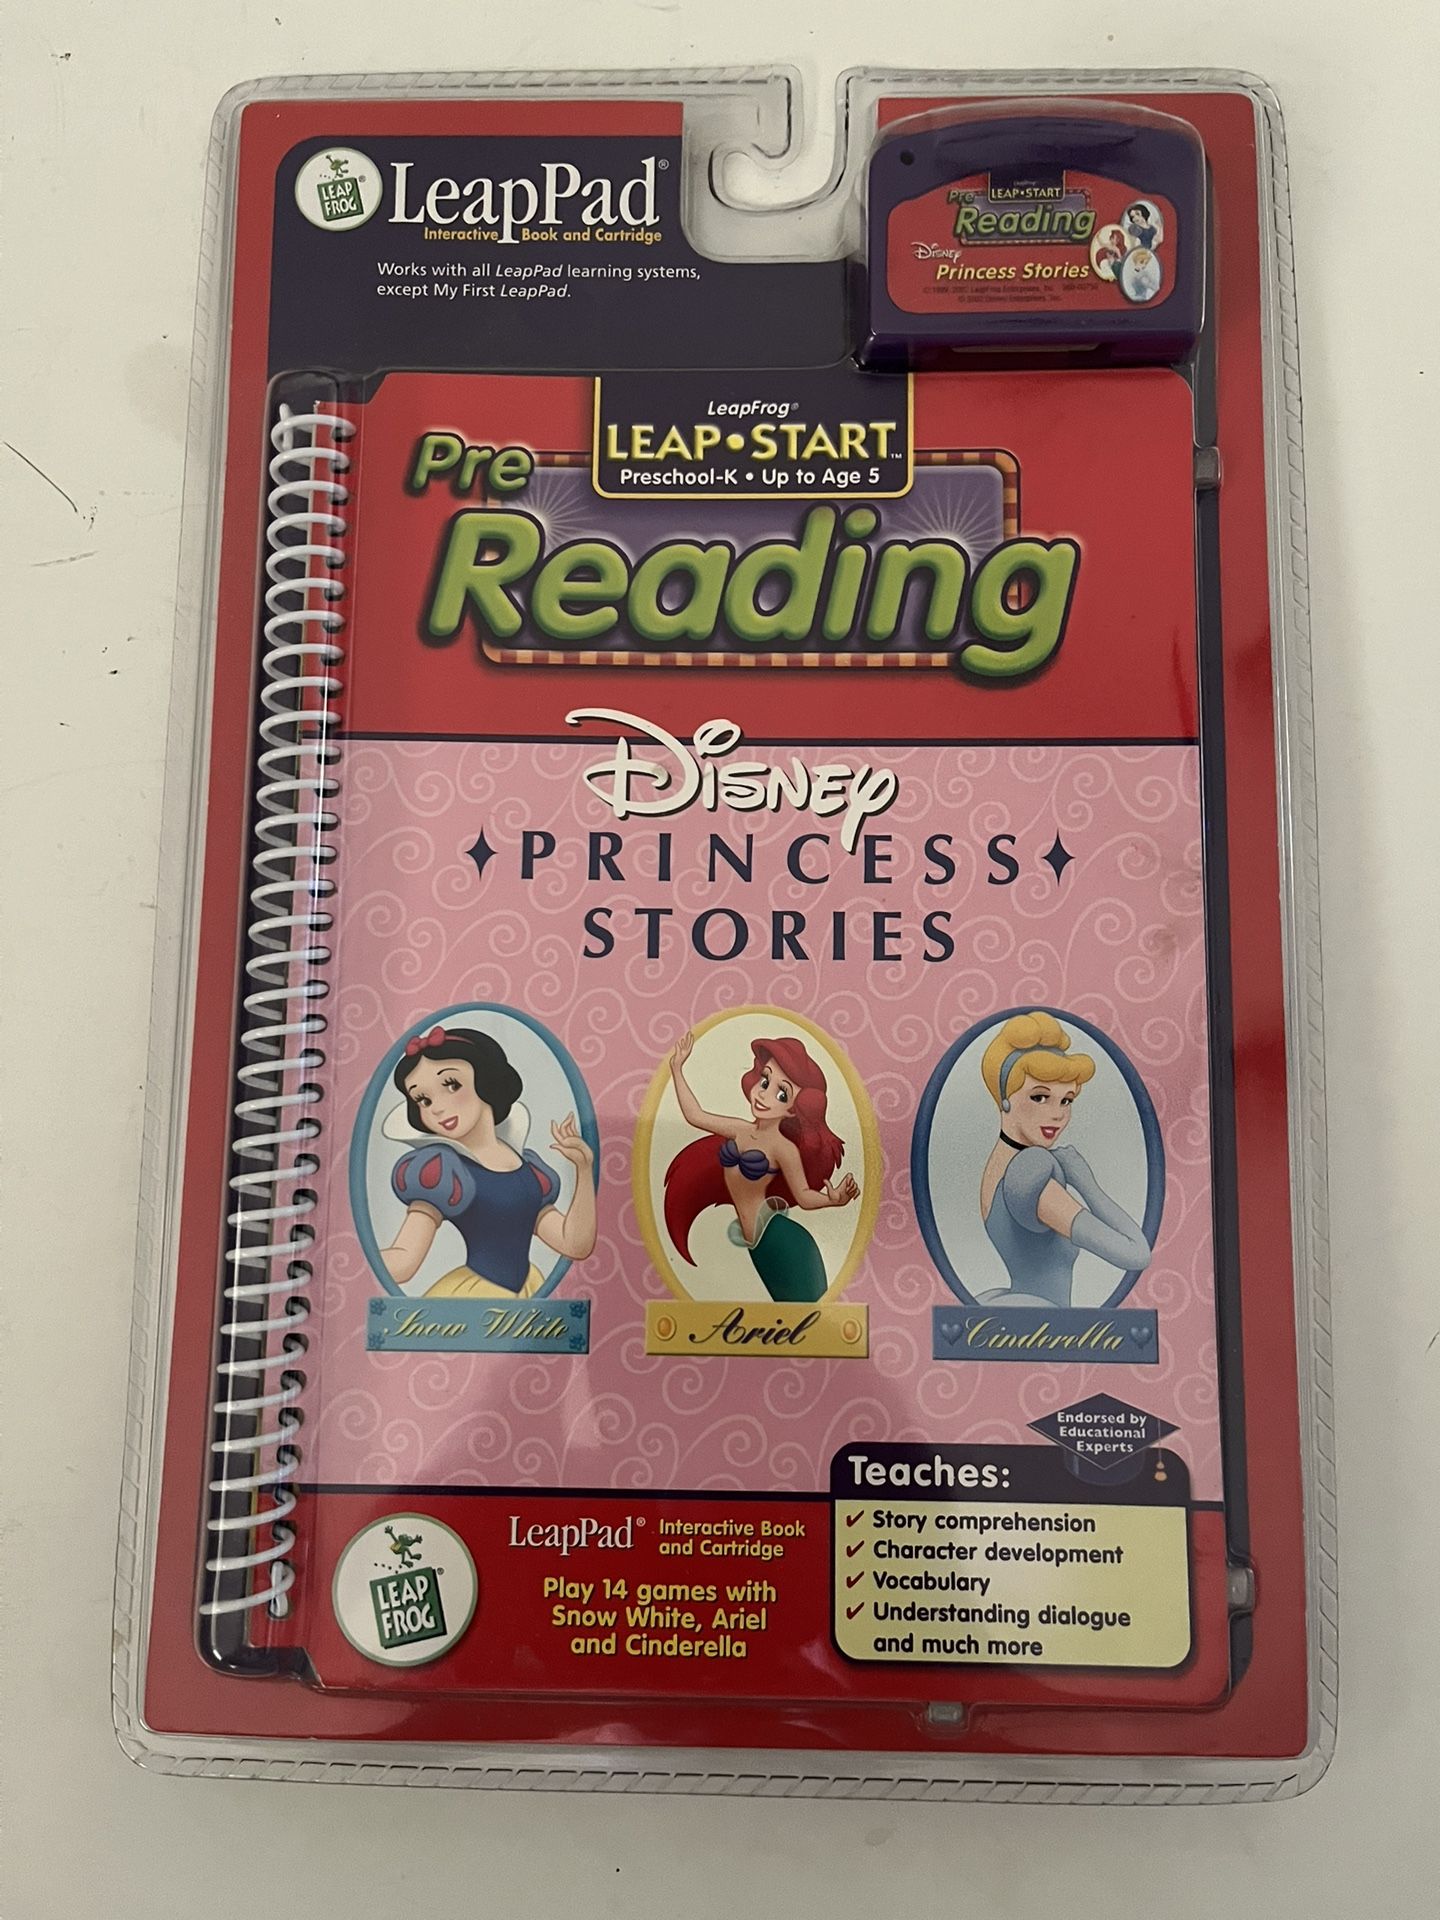 LEAP
FROG
LeapPad®
Interactive Book and Cartridge
Works with all LeapPad learning systems,
except My First LeapPad.
LEAP•START
Pre
Reading
Disney
Princess Stories
LeapFrog®
LEAP•START™
Preschool-K • Up to Age 5
Pre
Reading
Disney
PRINCESS
STORIES
Snow White
Ariel
Cinderella
Endorsed by
Educational
Experts
Teaches:
✓ Story comprehension
✓ Character development
✓ Vocabulary
✓ Understanding dialogue
and much more
LEAP
FROG®
LeapPad® Interactive Book
and Cartridge
Play 14 games with
Snow White, Ariel
and Cinderella